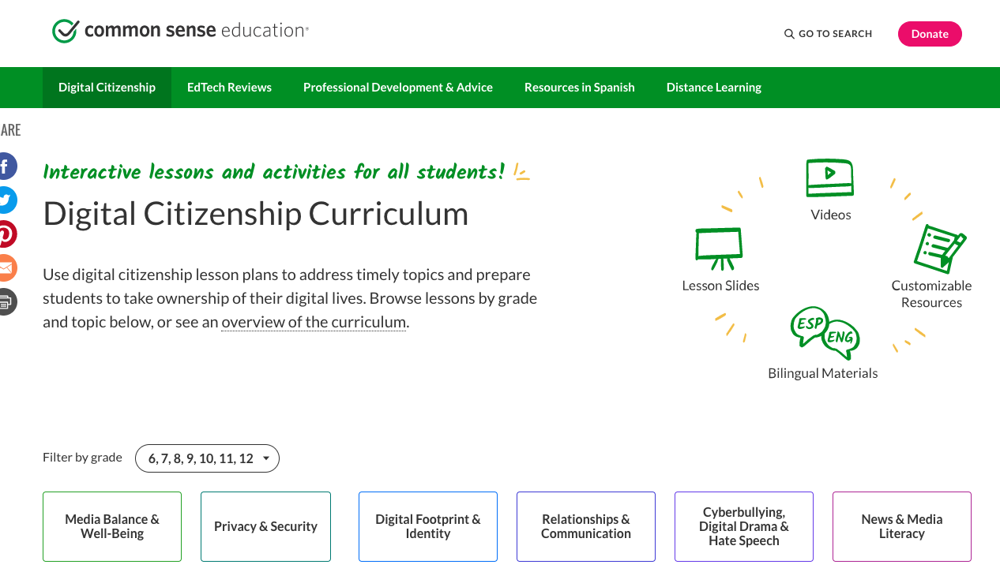 common sense education®
GO TO SEARCH
Donate
Digital Citizenship
EdTech Reviews
Professional Development & Advice
Resources in Spanish
Distance Learning
ARE
Interactive lessons and activities for all students!
Digital Citizenship Curriculum
Use digital citizenship lesson plans to address timely topics and prepare
students to take ownership of their digital lives. Browse lessons by grade
and topic below, or see an overview of the curriculum.
Videos
Lesson Slides
Customizable
Resources
ESP
ENG
Bilingual Materials
Filter by grade
6, 7, 8, 9, 10, 11, 12
Media Balance &
Well-Being
Privacy & Security
Digital Footprint &
Identity
Relationships &
Communication
Cyberbullying,
Digital Drama &
Hate Speech
News & Media
Literacy